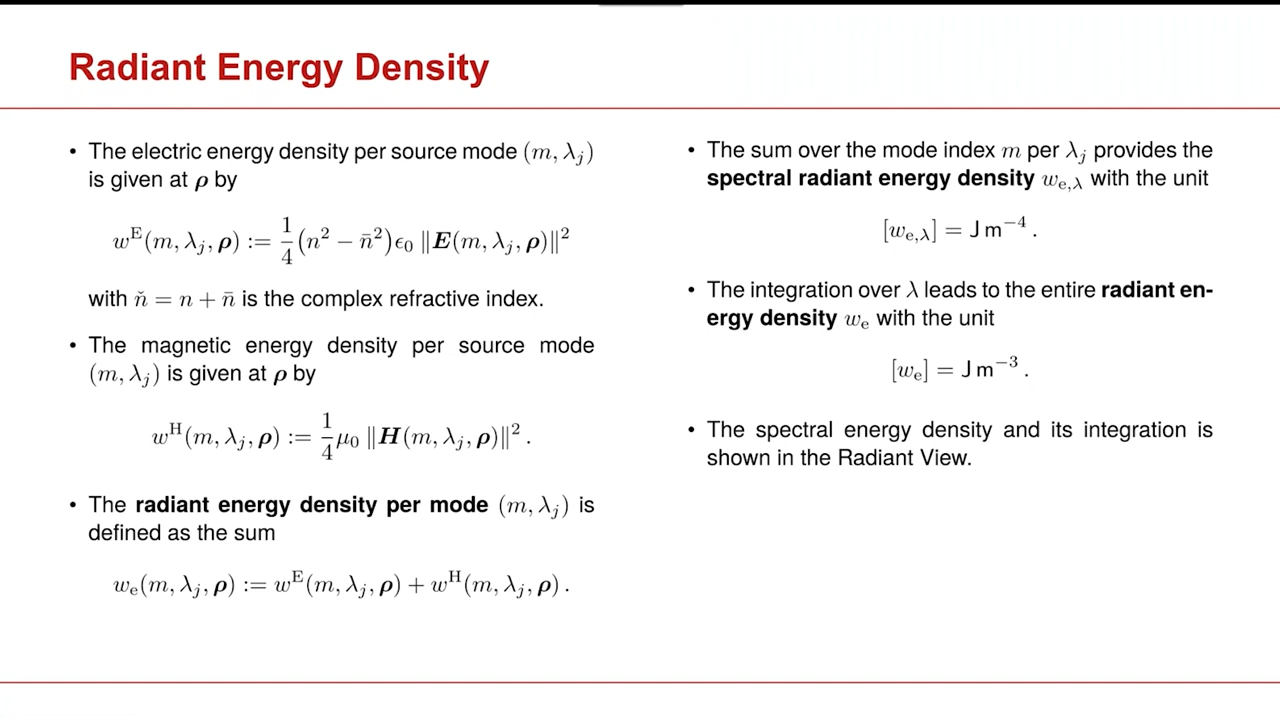 Radiant Energy Density
• The electric energy density per source mode (m, λ_j)
is given at ρ by
w^E(m, λ_j, ρ) := 1/4 (n² − n̄²)ϵ₀ ‖E(m, λ_j, ρ)‖²
with ň = n + n̄ is the complex refractive index.
• The magnetic energy density per source mode
(m, λ_j) is given at ρ by
w^H(m, λ_j, ρ) := 1/4 μ₀ ‖H(m, λ_j, ρ)‖² .
• The radiant energy density per mode (m, λ_j) is
defined as the sum
w_e(m, λ_j, ρ) := w^E(m, λ_j, ρ) + w^H(m, λ_j, ρ) .
• The sum over the mode index m per λ_j provides the
spectral radiant energy density w_{e,λ} with the unit
[w_{e,λ}] = J m⁻⁴ .
• The integration over λ leads to the entire radiant en-
ergy density w_e with the unit
[w_e] = J m⁻³ .
• The spectral energy density and its integration is
shown in the Radiant View.